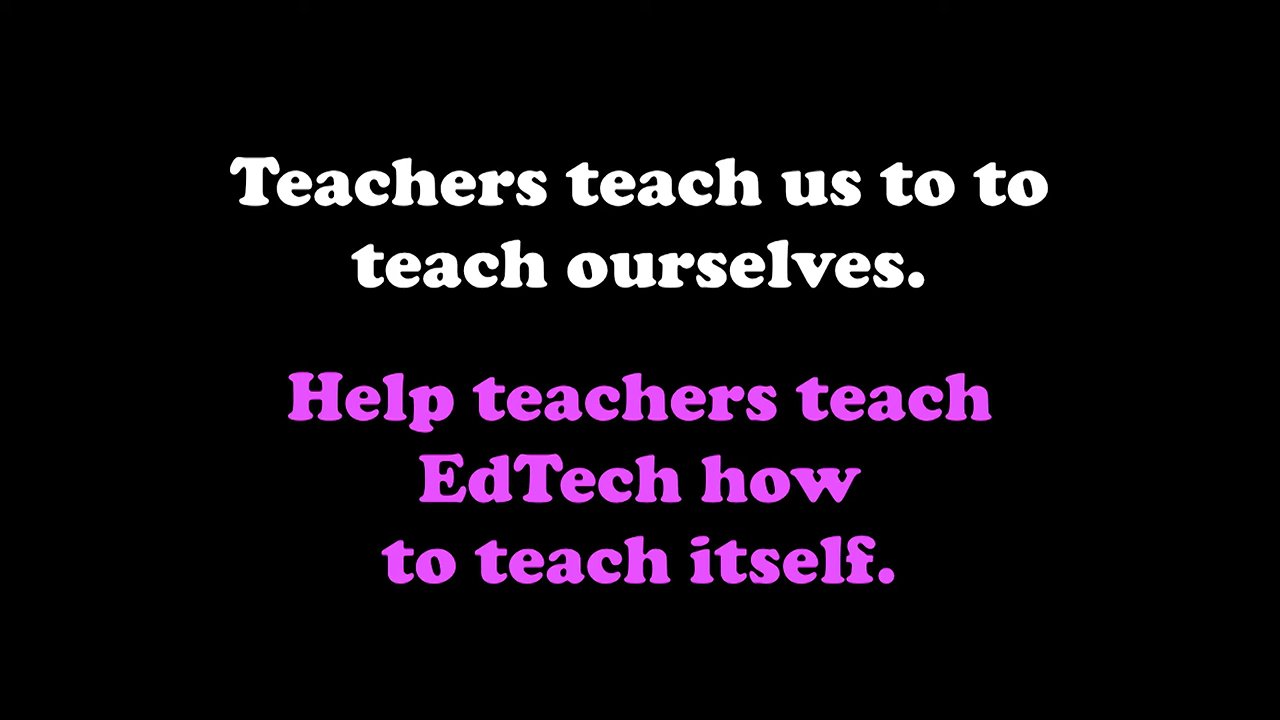 Teachers teach us to to
teach ourselves.
Help teachers teach
EdTech how
to teach itself.